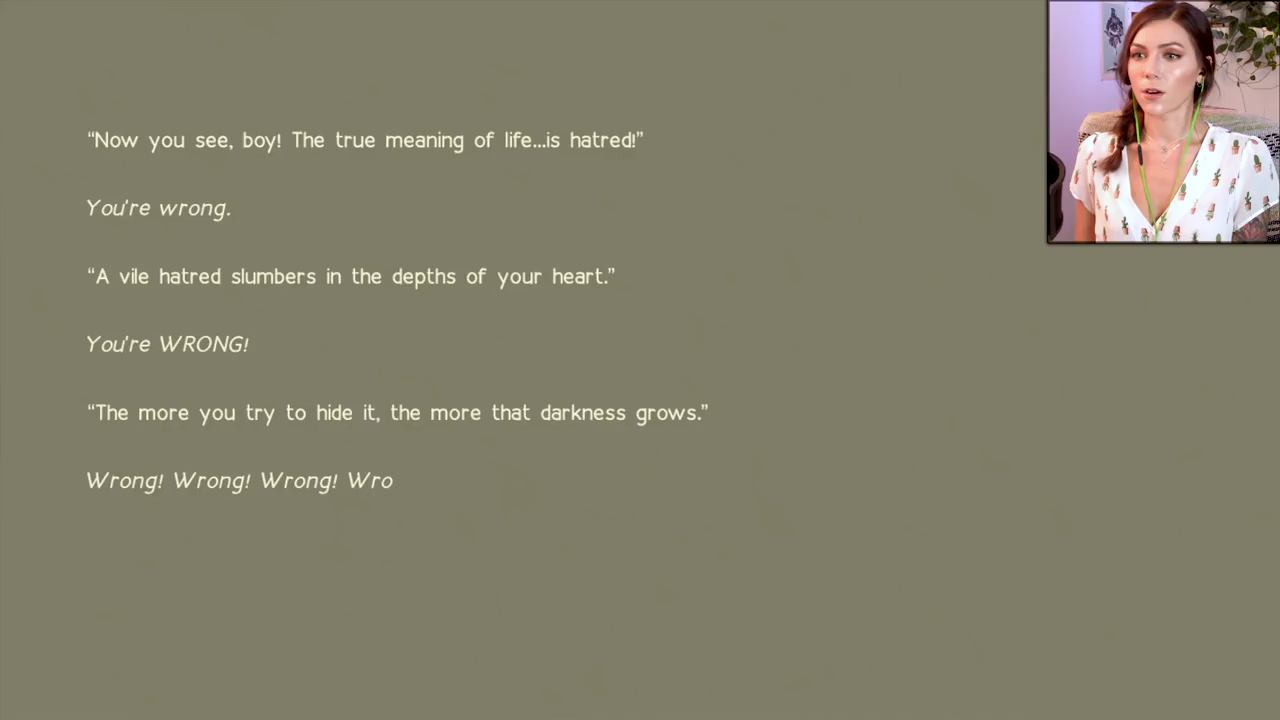 “Now you see, boy! The true meaning of life...is hatred!”
You're wrong.
“A vile hatred slumbers in the depths of your heart.”
You're WRONG!
“The more you try to hide it, the more that darkness grows.”
Wrong! Wrong! Wrong! Wro